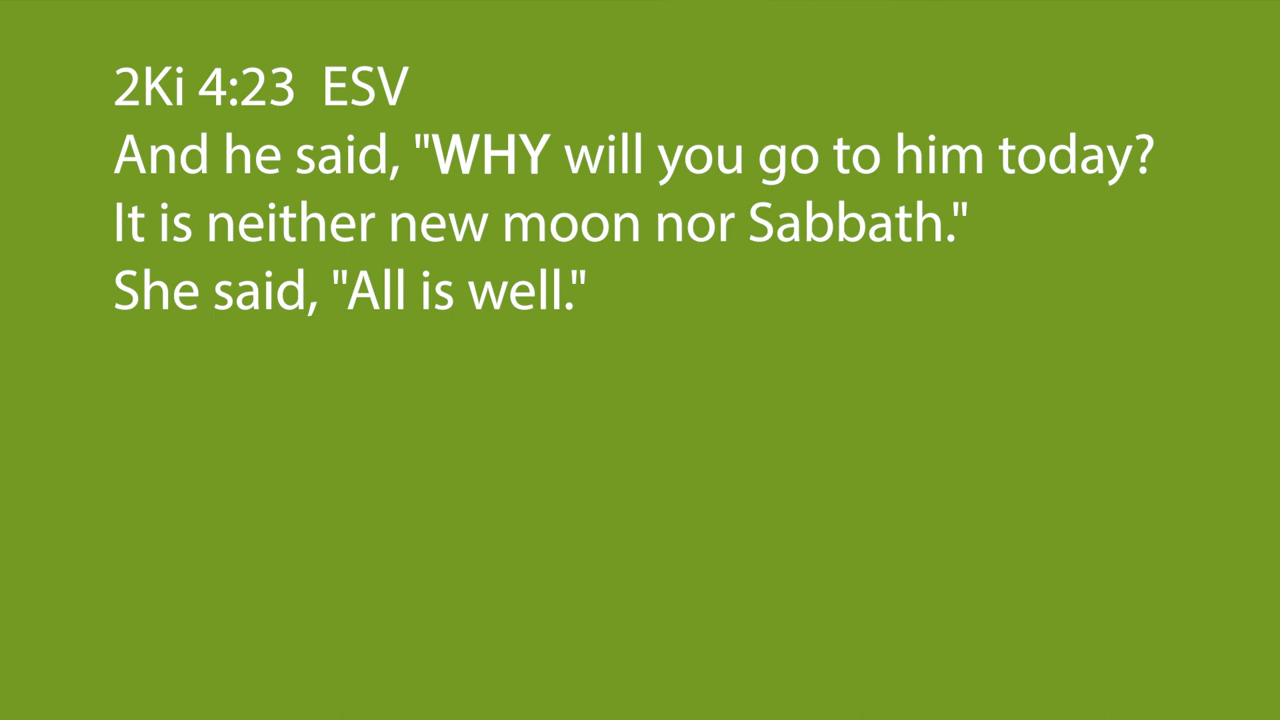 2Ki 4:23  ESV
And he said, "WHY will you go to him today?
It is neither new moon nor Sabbath."
She said, "All is well."